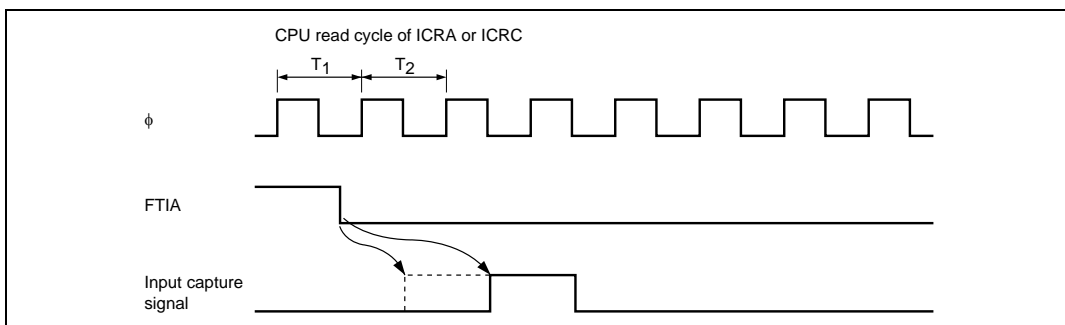 CPU read cycle of ICRA or ICRC
T1 T2
ϕ
FTIA
Input capture
signal